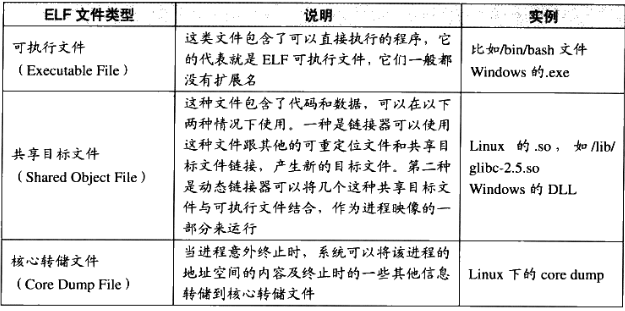 ELF 文件类型
说明
实例
可执行文件
（Executable File）
这类文件包含了可以直接执行的程序，它
的代表就是 ELF 可执行文件，它们一般都
没有扩展名
比如/bin/bash 文件
Windows 的.exe
共享目标文件
（Shared Object File）
这种文件包含了代码和数据，可以在以下
两种情况下使用。一种是链接器可以使用
这种文件跟其他的可重定位文件和共享目
标文件链接，产生新的目标文件。第二种
是动态链接器可以将几个这种共享目标文
件与可执行文件结合，作为进程映像的一
部分来运行
Linux 的 .so，如 /lib/
glibc-2.5.so
Windows 的 DLL
核心转储文件
（Core Dump File）
当进程意外终止时，系统可以将该进程的
地址空间的内容及终止时的一些其他信息
转储到核心转储文件
Linux 下的 core dump